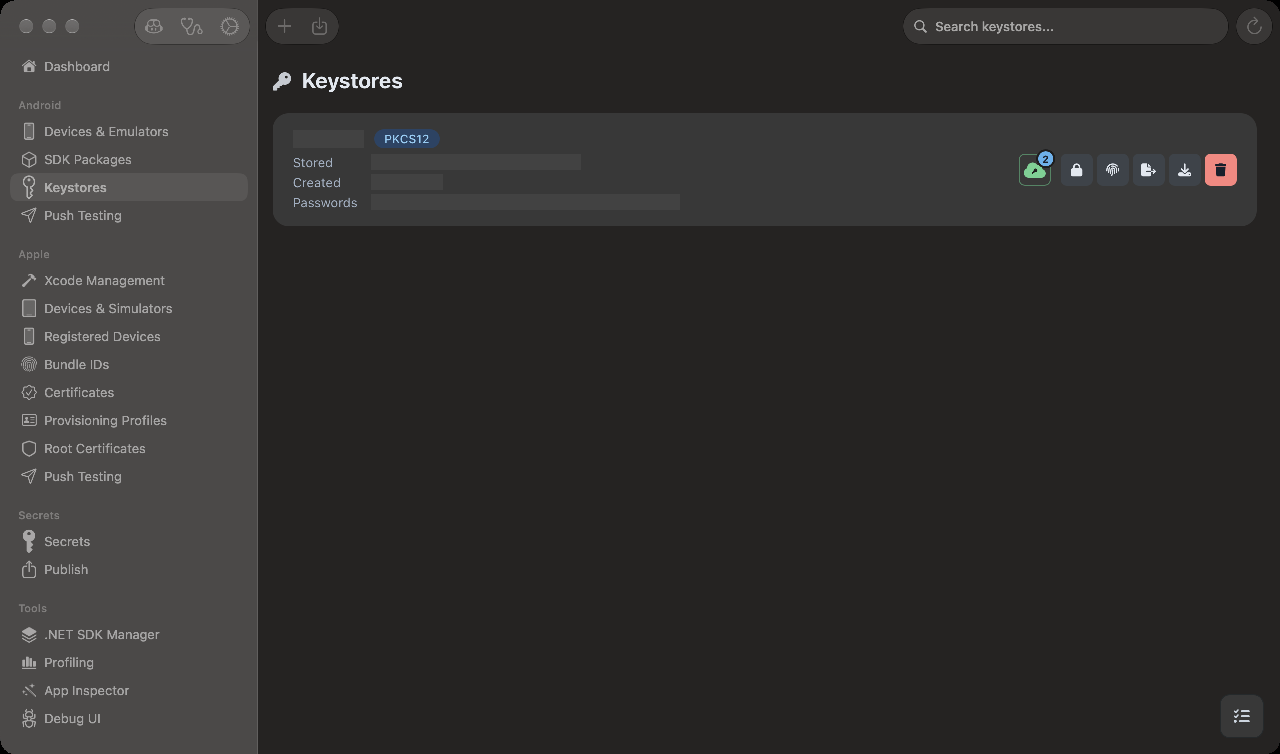 Search keystores...
Dashboard
Android
Devices & Emulators
SDK Packages
Keystores
Push Testing
Apple
Xcode Management
Devices & Simulators
Registered Devices
Bundle IDs
Certificates
Provisioning Profiles
Root Certificates
Push Testing
Secrets
Secrets
Publish
Tools
.NET SDK Manager
Profiling
App Inspector
Debug UI
Keystores
PKCS12
Stored
Created
Passwords
2